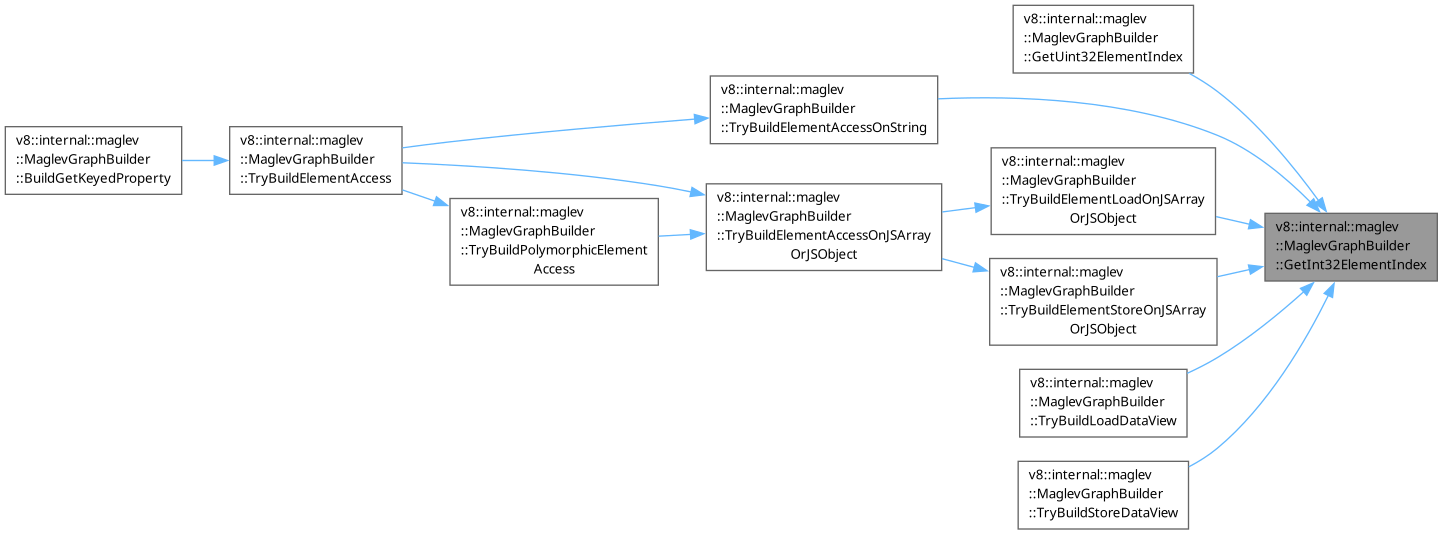 v8::internal::maglev
::MaglevGraphBuilder
::GetUint32ElementIndex
v8::internal::maglev
::MaglevGraphBuilder
::TryBuildElementAccessOnString
v8::internal::maglev
::MaglevGraphBuilder
::BuildGetKeyedProperty
v8::internal::maglev
::MaglevGraphBuilder
::TryBuildElementAccess
v8::internal::maglev
::MaglevGraphBuilder
::TryBuildElementLoadOnJSArray
OrJSObject
v8::internal::maglev
::MaglevGraphBuilder
::TryBuildElementAccessOnJSArray
OrJSObject
v8::internal::maglev
::MaglevGraphBuilder
::TryBuildPolymorphicElement
Access
v8::internal::maglev
::MaglevGraphBuilder
::GetInt32ElementIndex
v8::internal::maglev
::MaglevGraphBuilder
::TryBuildElementStoreOnJSArray
OrJSObject
v8::internal::maglev
::MaglevGraphBuilder
::TryBuildLoadDataView
v8::internal::maglev
::MaglevGraphBuilder
::TryBuildStoreDataView